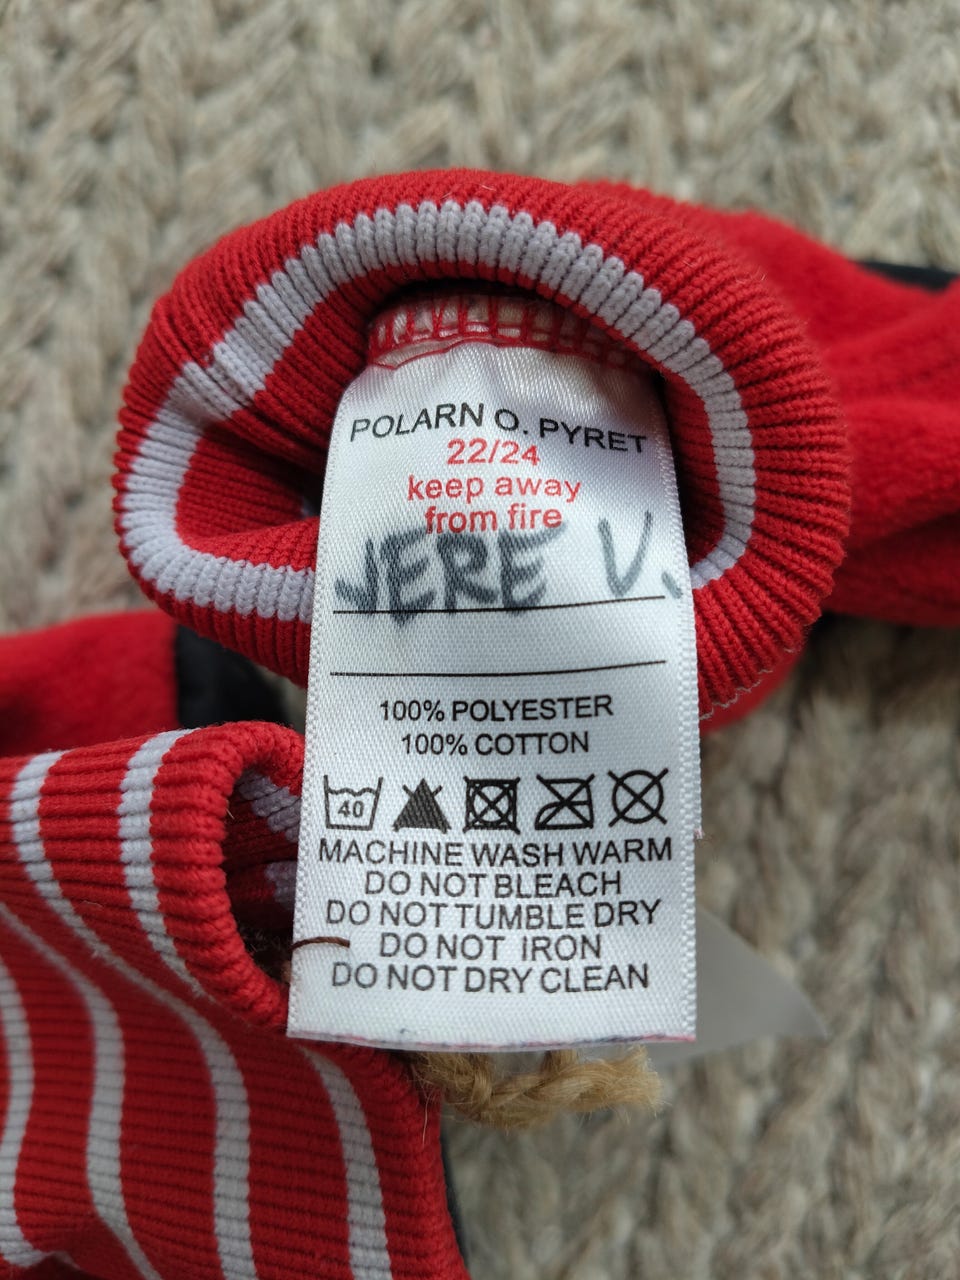 POLARN O. PYRET
22/24
keep away
from fire
JERE V.
100% POLYESTER
100% COTTON
40
MACHINE WASH WARM
DO NOT BLEACH
DO NOT TUMBLE DRY
DO NOT IRON
DO NOT DRY CLEAN